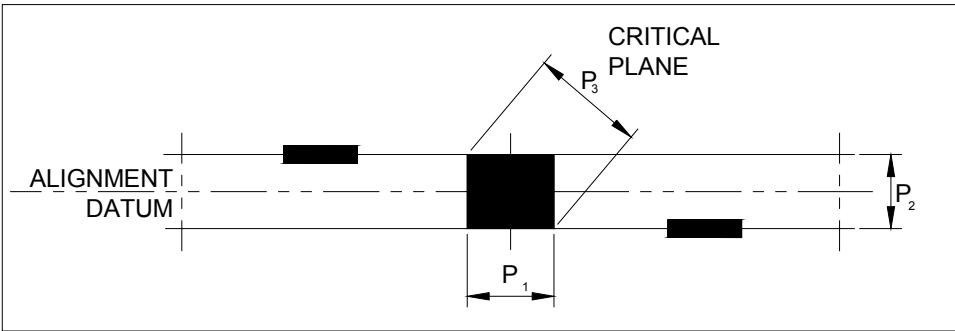 CRITICAL
PLANE
P3
ALIGNMENT
DATUM
P2
P1